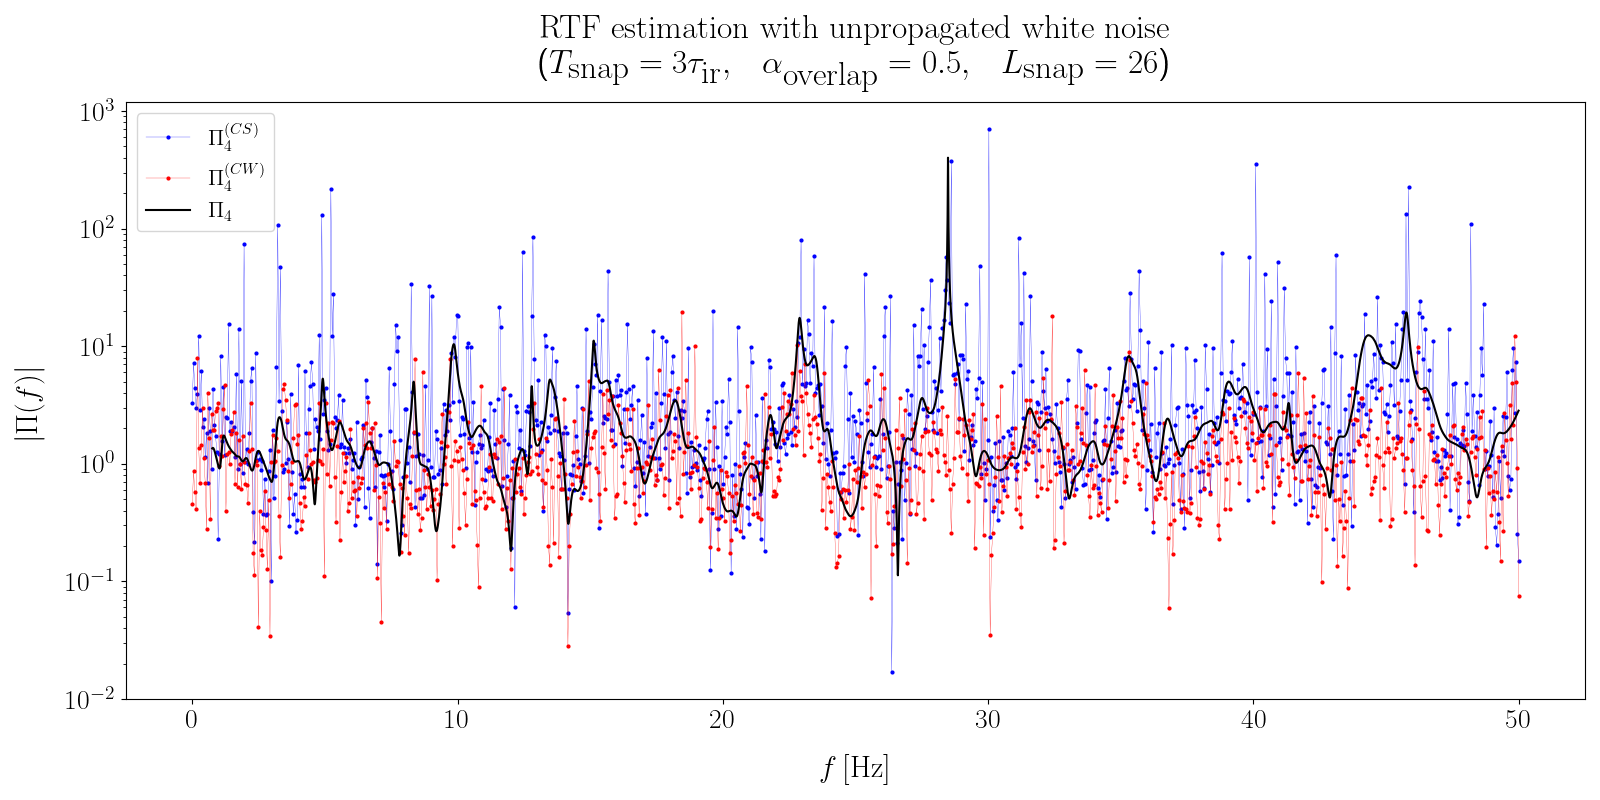 RTF estimation with unpropagated white noise
(T_snap = 3τ_ir, α_overlap = 0.5, L_snap = 26)
10^3
10^2
10^1
10^0
10^−1
10^−2
|Π(f)|
Π_4^(CS)
Π_4^(CW)
Π_4
0 10 20 30 40 50
f [Hz]